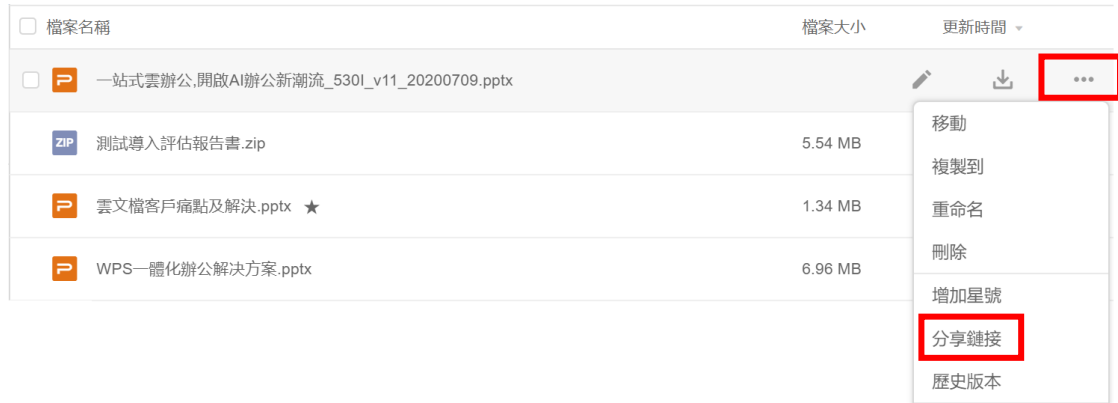 檔案名稱 檔案大小 更新時間
一站式雲辦公,開啟AI辦公新潮流_530I_v11_20200709.pptx
ZIP 測試導入評估報告書.zip 5.54 MB
雲文檔客戶痛點及解決.pptx ★ 1.34 MB
WPS一體化辦公解決方案.pptx 6.96 MB
移動
複製到
重命名
刪除
增加星號
分享鏈接
歷史版本